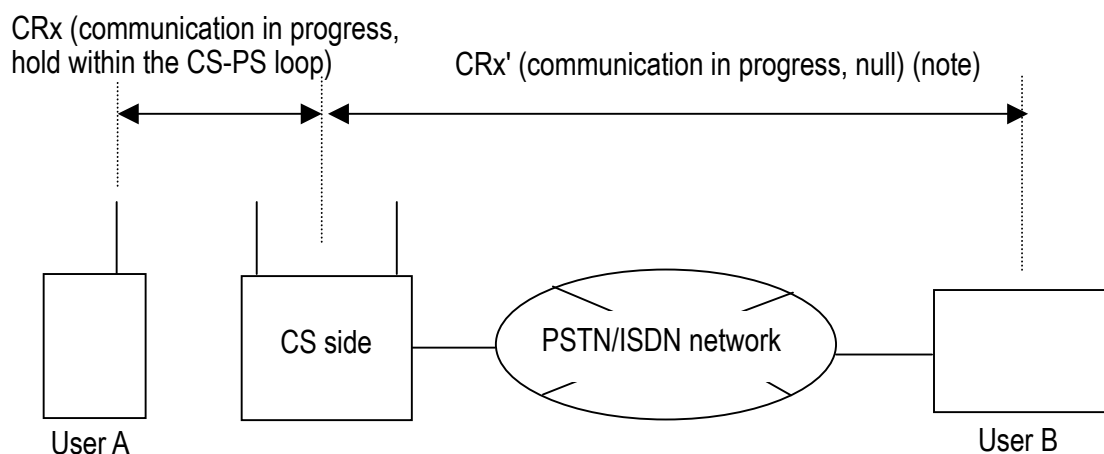 CRx (communication in progress,
hold within the CS-PS loop)
CRx' (communication in progress, null) (note)
CS side
PSTN/ISDN network
User A
User B